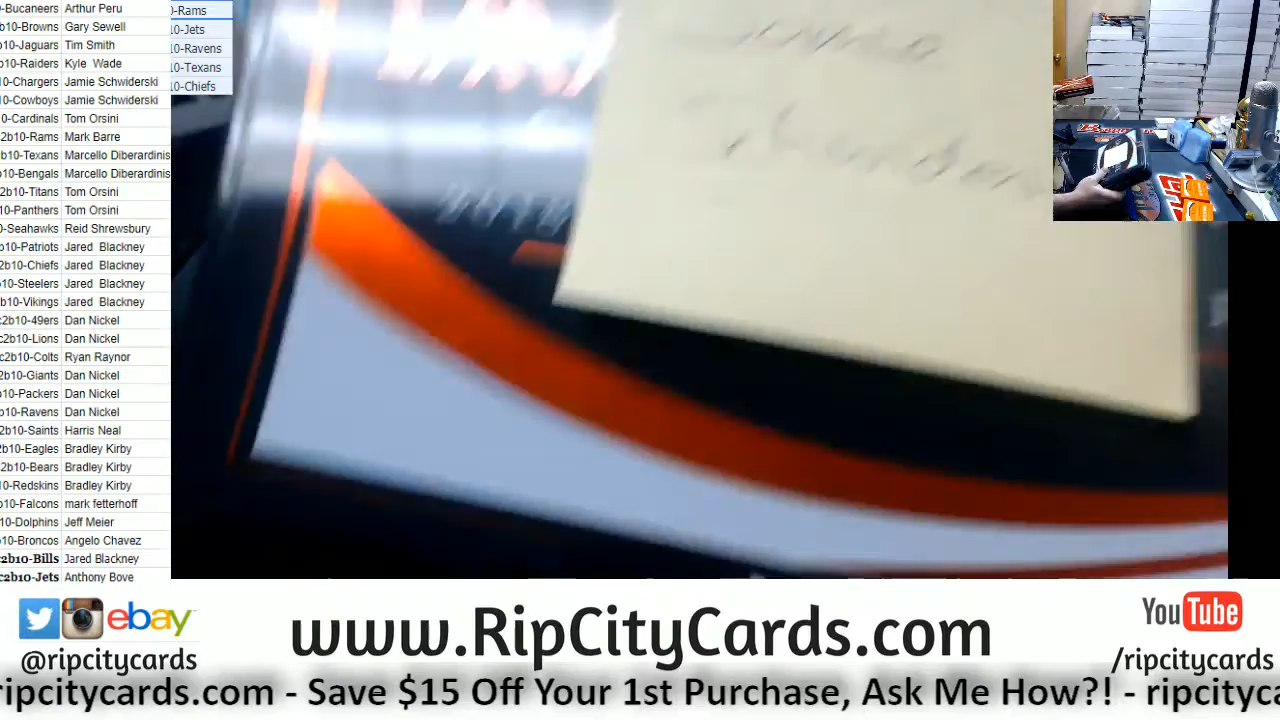 -Bucaneers Arthur Peru
b10-Browns Gary Sewell
b10-Jaguars Tim Smith
b10-Raiders Kyle Wade
0-Chargers Jamie Schwiderski
0-Cowboys Jamie Schwiderski
0-Cardinals Tom Orsini
2b10-Rams Mark Barre
b10-Texans Marcello Diberardinis
b10-Bengals Marcello Diberardinis
2b10-Titans Tom Orsini
b10-Panthers Tom Orsini
0-Seahawks Reid Shrewsbury
b10-Patriots Jared Blackney
2b10-Chiefs Jared Blackney
b10-Steelers Jared Blackney
b10-Vikings Jared Blackney
c2b10-49ers Dan Nickel
2b10-Lions Dan Nickel
c2b10-Colts Ryan Raynor
2b10-Giants Dan Nickel
b10-Packers Dan Nickel
b10-Ravens Dan Nickel
2b10-Saints Harris Neal
2b10-Eagles Bradley Kirby
2b10-Bears Bradley Kirby
10-Redskins Bradley Kirby
b10-Falcons mark fetterhoff
10-Dolphins Jeff Meier
b10-Broncos Angelo Chavez
c2b10-Bills Jared Blackney
c2b10-Jets Anthony Bove
0-Rams
10-Jets
10-Ravens
10-Texans
10-Chiefs
ebay
@ripcitycards
www.RipCityCards.com
YouTube
/ripcitycards
ripcitycards.com - Save $15 Off Your 1st Purchase, Ask Me How?! - ripcityca